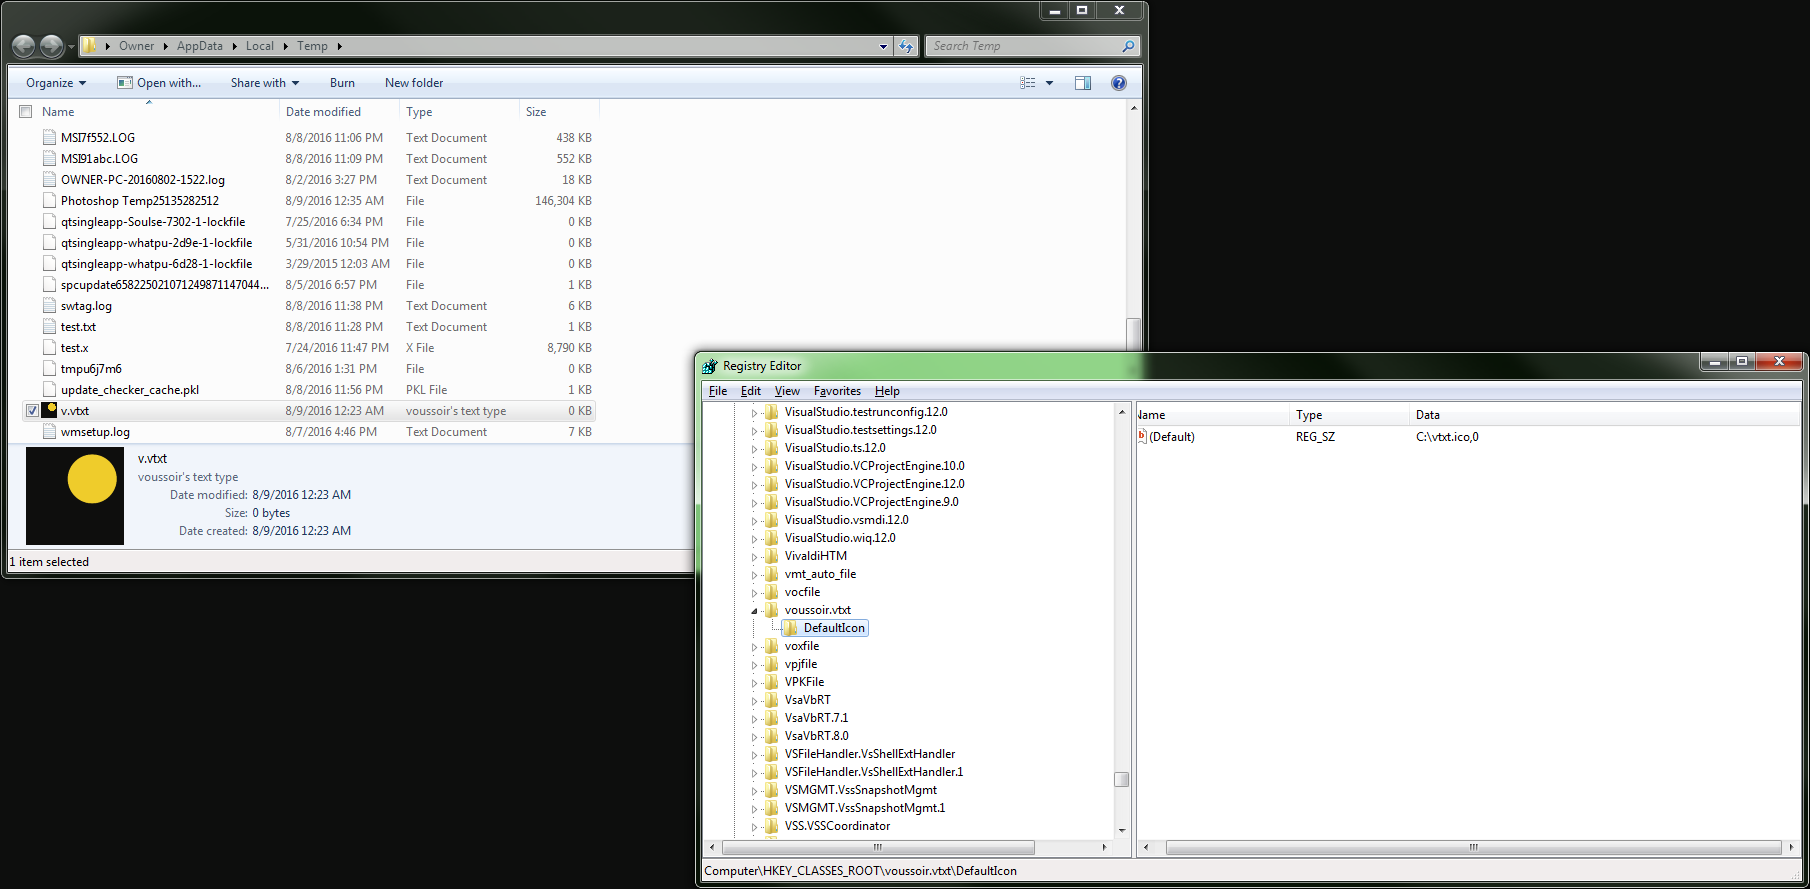 Owner AppData Local Temp
Search Temp
Organize Open with... Share with Burn New folder
Name Date modified Type Size
MSI7f552.LOG 8/8/2016 11:06 PM Text Document 438 KB
MSI91abc.LOG 8/8/2016 11:09 PM Text Document 552 KB
OWNER-PC-20160802-1522.log 8/2/2016 3:27 PM Text Document 18 KB
Photoshop Temp25135282512 8/9/2016 12:35 AM File 146,304 KB
qtsingleapp-Soulse-7302-1-lockfile 7/25/2016 6:34 PM File 0 KB
qtsingleapp-whatpu-2d9e-1-lockfile 5/31/2016 10:54 PM File 0 KB
qtsingleapp-whatpu-6d28-1-lockfile 3/29/2015 12:03 AM File 0 KB
spcupdate658225021071249871147044... 8/5/2016 6:57 PM File 1 KB
swtag.log 8/8/2016 11:38 PM Text Document 6 KB
test.txt 8/8/2016 11:28 PM Text Document 1 KB
test.x 7/24/2016 11:47 PM X File 8,790 KB
tmpu6j7m6 8/6/2016 1:31 PM File 0 KB
update_checker_cache.pkl 8/8/2016 11:56 PM PKL File 1 KB
v.vtxt 8/9/2016 12:23 AM voussoir's text type 0 KB
wmsetup.log 8/7/2016 4:46 PM Text Document 7 KB
v.vtxt
voussoir's text type
Date modified: 8/9/2016 12:23 AM
Size: 0 bytes
Date created: 8/9/2016 12:23 AM
1 item selected
Registry Editor
File Edit View Favorites Help
VisualStudio.testrunconfig.12.0
VisualStudio.testsettings.12.0
VisualStudio.ts.12.0
VisualStudio.VCProjectEngine.10.0
VisualStudio.VCProjectEngine.12.0
VisualStudio.VCProjectEngine.9.0
VisualStudio.vsmdi.12.0
VisualStudio.wiq.12.0
VivaldiHTM
vmt_auto_file
vocfile
voussoir.vtxt
DefaultIcon
voxfile
vpjfile
VPKFile
VsaVbRT
VsaVbRT.7.1
VsaVbRT.8.0
VSFileHandler.VsShellExtHandler
VSFileHandler.VsShellExtHandler.1
VSMGMT.VssSnapshotMgmt
VSMGMT.VssSnapshotMgmt.1
VSS.VSSCoordinator
Name Type Data
(Default) REG_SZ C:\vtxt.ico,0
Computer\HKEY_CLASSES_ROOT\voussoir.vtxt\DefaultIcon